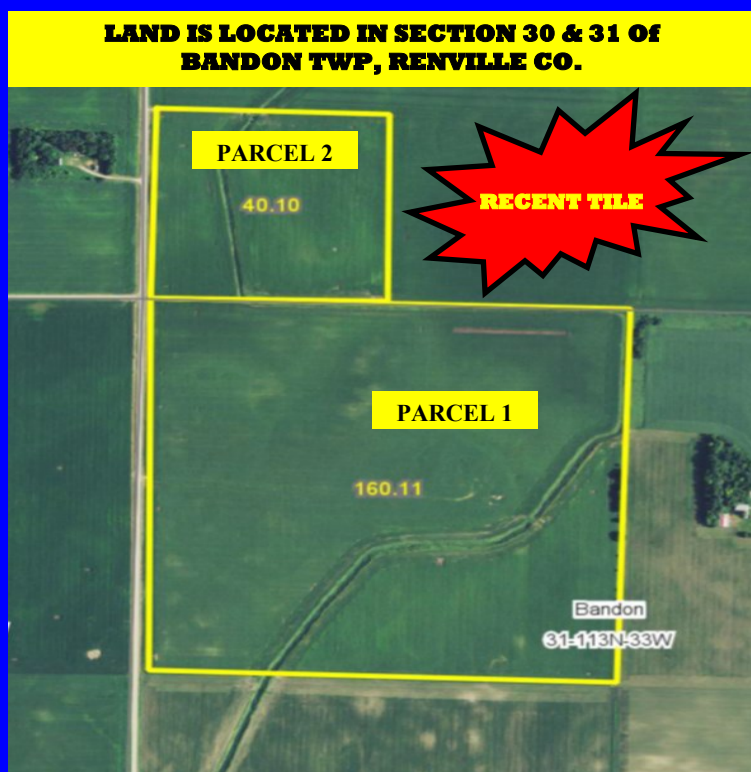 LAND IS LOCATED IN SECTION 30 & 31 Of
BANDON TWP, RENVILLE CO.
PARCEL 2
40.10
RECENT TILE
PARCEL 1
160.11
Bandon
31-113N-33W